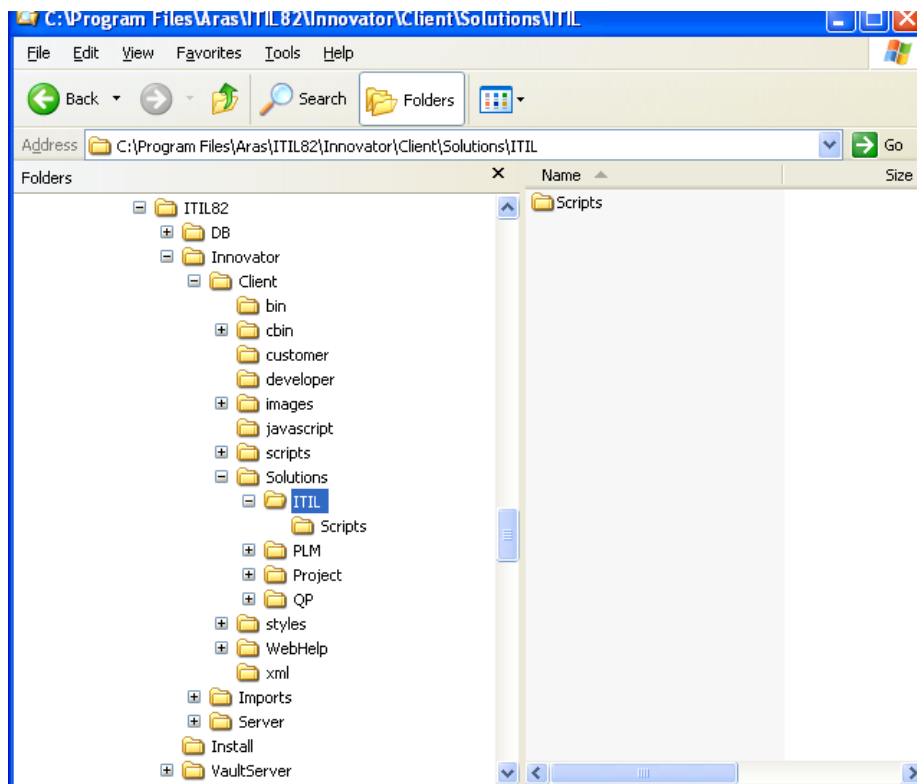 C:\Program Files\Aras\ITIL82\Innovator\Client\Solutions\ITIL
File Edit View Favorites Tools Help
Back Search Folders
Address C:\Program Files\Aras\ITIL82\Innovator\Client\Solutions\ITIL Go
Folders Name Size
ITIL82 Scripts
DB
Innovator
Client
bin
cbin
customer
developer
images
javascript
scripts
Solutions
ITIL
Scripts
PLM
Project
QP
styles
WebHelp
xml
Imports
Server
Install
VaultServer